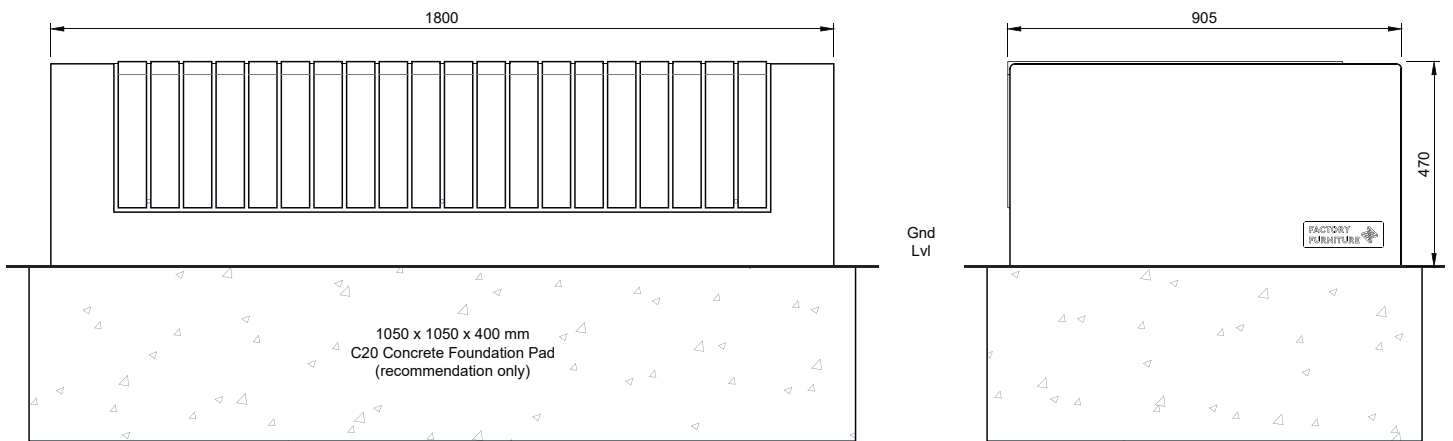 1800
905
470
Gnd
Lvl
FACTORY
FURNITURE
1050 x 1050 x 400 mm
C20 Concrete Foundation Pad
(recommendation only)